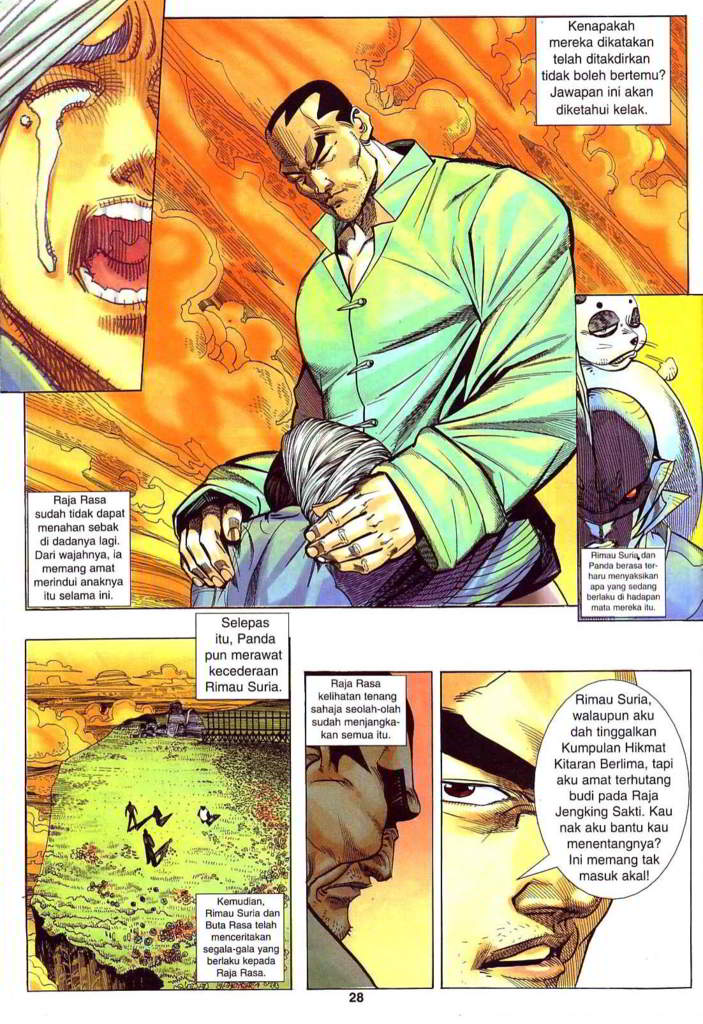 Kenapakah
mereka dikatakan
telah ditakdirkan
tidak boleh bertemu?
Jawapan ini akan
diketahui kelak.
Raja Rasa
sudah tidak dapat
menahan sebak
di dadanya lagi.
Dari wajahnya, ia
memang amat
merindui anaknya
itu selama ini.
Rimau Suria dan
Panda berasa ter-
haru menyaksikan
apa yang sedang
berlaku di hadapan
mata mereka itu.
Selepas
itu, Panda
pun merawat
kecederaan
Rimau Suria.
Kemudian,
Rimau Suria dan
Buta Rasa telah
menceritakan
segala-gala yang
berlaku kepada
Raja Rasa.
Raja Rasa
kelihatan tenang
sahaja seolah-olah
sudah menjangka-
kan semua itu.
Rimau Suria,
walaupun aku
dah tinggalkan
Kumpulan Hikmat
Kitaran Berlima, tapi
aku amat terhutang
budi pada Raja
Jengking Sakti. Kau
nak aku bantu kau
menentangnya?
Ini memang tak
masuk akal!
28